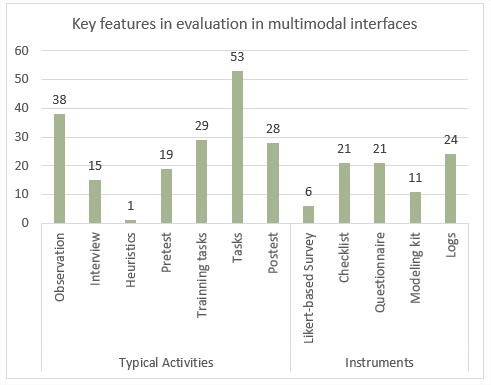 Key features in evaluation in multimodal interfaces
60
50
40
30
20
10
0
38
15
1
19
29
53
28
6
21
21
11
24
Observation
Interview
Heuristics
Pretest
Trainning tasks
Tasks
Postest
Likert-based Survey
Checklist
Questionnaire
Modeling kit
Logs
Typical Activities
Instruments